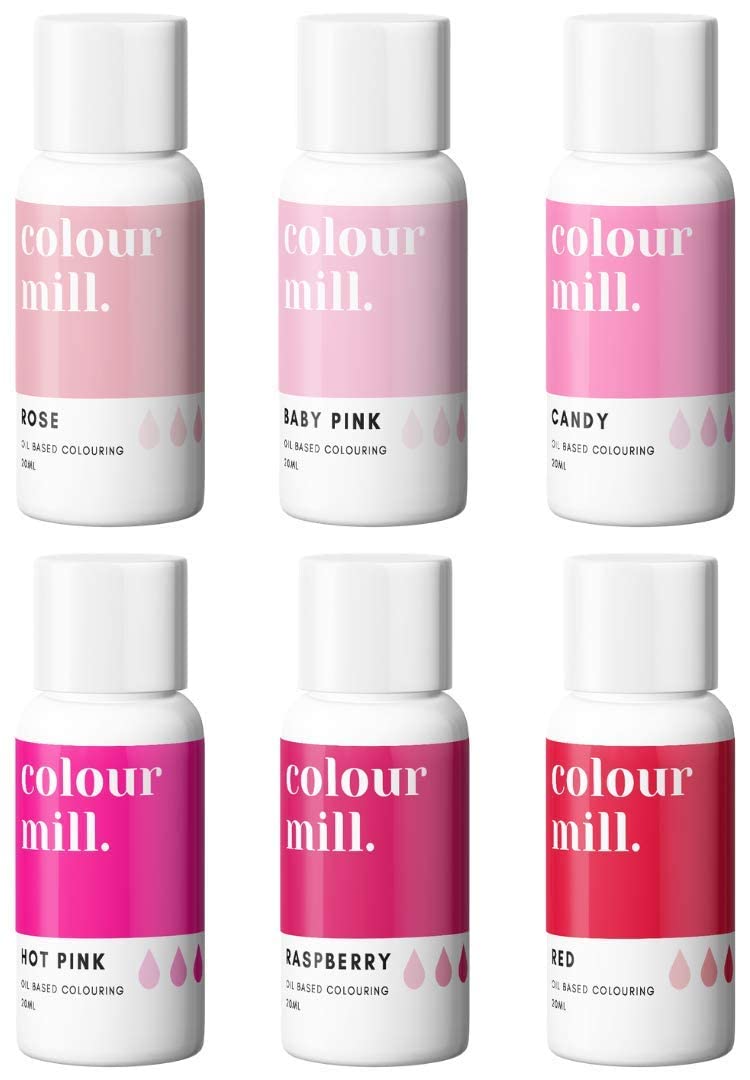 colour
mill.
ROSE
OIL BASED COLOURING
20ML
colour
mill.
BABY PINK
OIL BASED COLOURING
20ML
colour
mill.
CANDY
OIL BASED COLOURING
20ML
colour
mill.
HOT PINK
OIL BASED COLOURING
20ML
colour
mill.
RASPBERRY
OIL BASED COLOURING
20ML
colour
mill.
RED
OIL BASED COLOURING
20ML